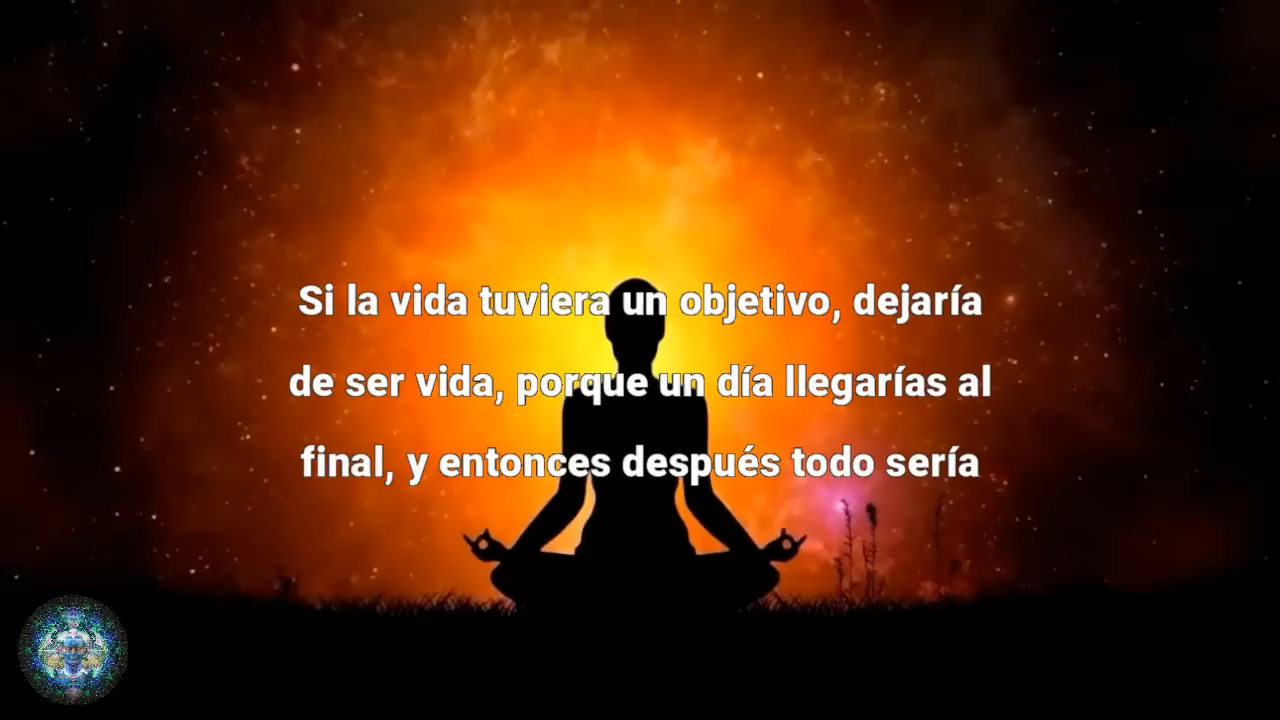 Si la vida tuviera un objetivo, dejaría
de ser vida, porque un día llegarías al
final, y entonces después todo sería